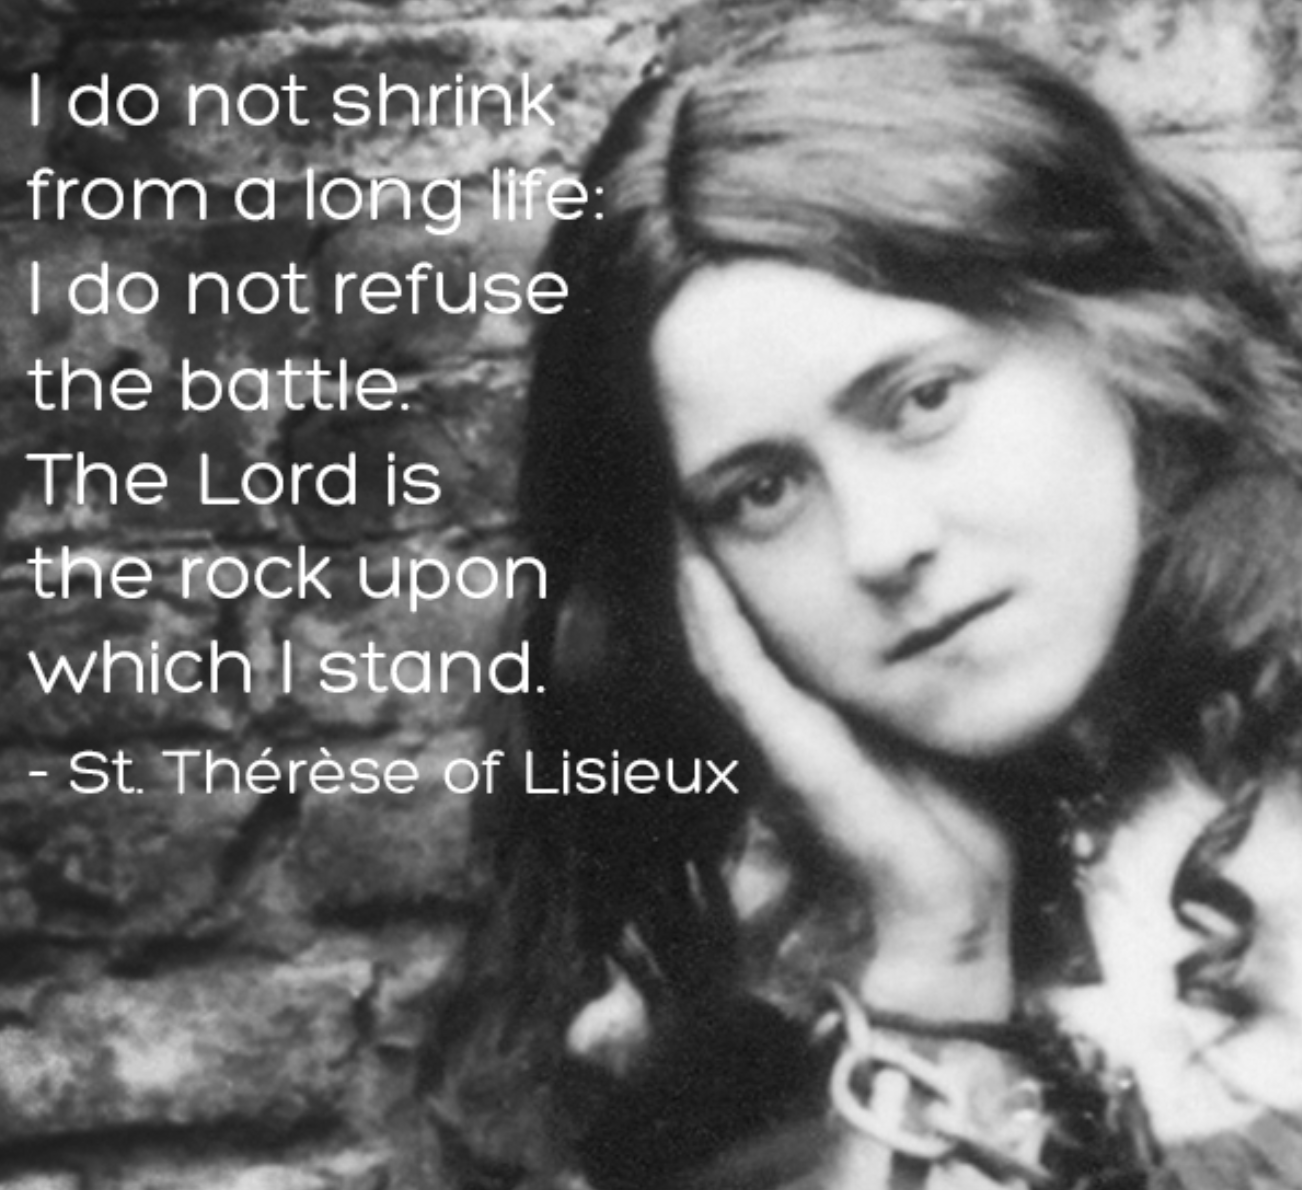 I do not shrink
from a long life:
I do not refuse
the battle.
The Lord is
the rock upon
which I stand.
- St. Thérèse of Lisieux